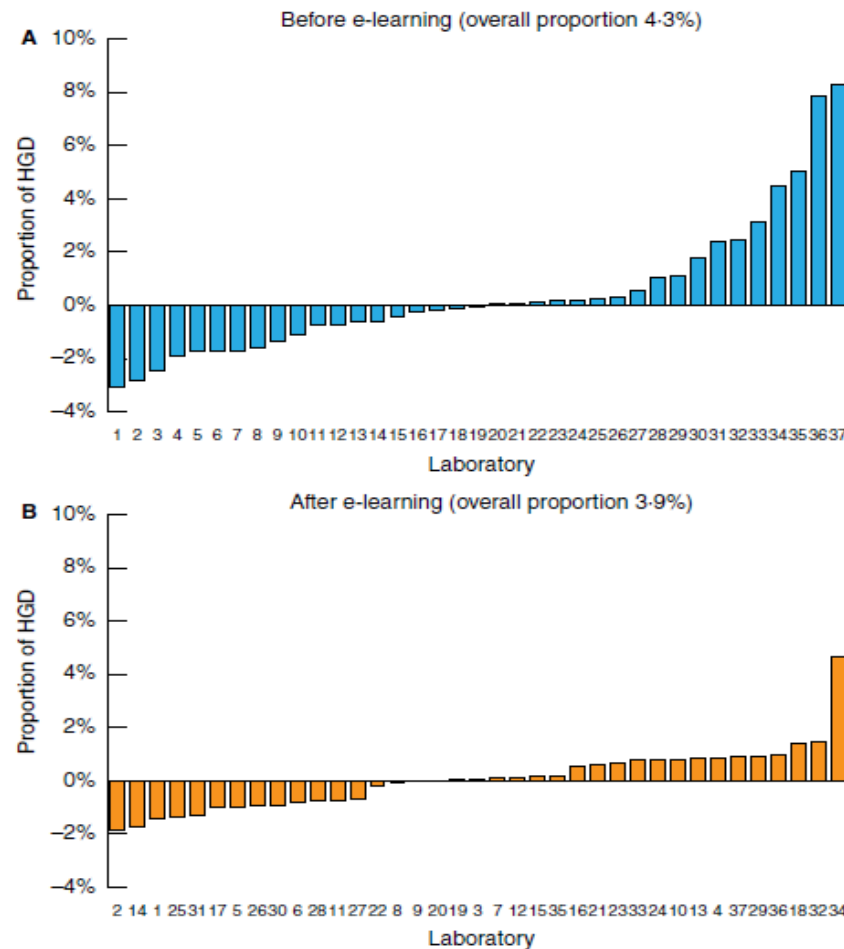 A
Before e-learning (overall proportion 4·3%)
10%
8%
6%
4%
2%
0%
−2%
−4%
Proportion of HGD
1 2 3 4 5 6 7 8 9 10 11 12 13 14 15 16 17 18 19 20 21 22 23 24 25 26 27 28 29 30 31 32 33 34 35 36 37
Laboratory
B
After e-learning (overall proportion 3·9%)
10%
8%
6%
4%
2%
0%
−2%
−4%
Proportion of HGD
2 14 1 25 31 17 5 26 30 6 28 11 27 22 8 9 20 19 3 7 12 15 35 16 21 23 33 24 10 13 4 37 29 36 18 32 34
Laboratory